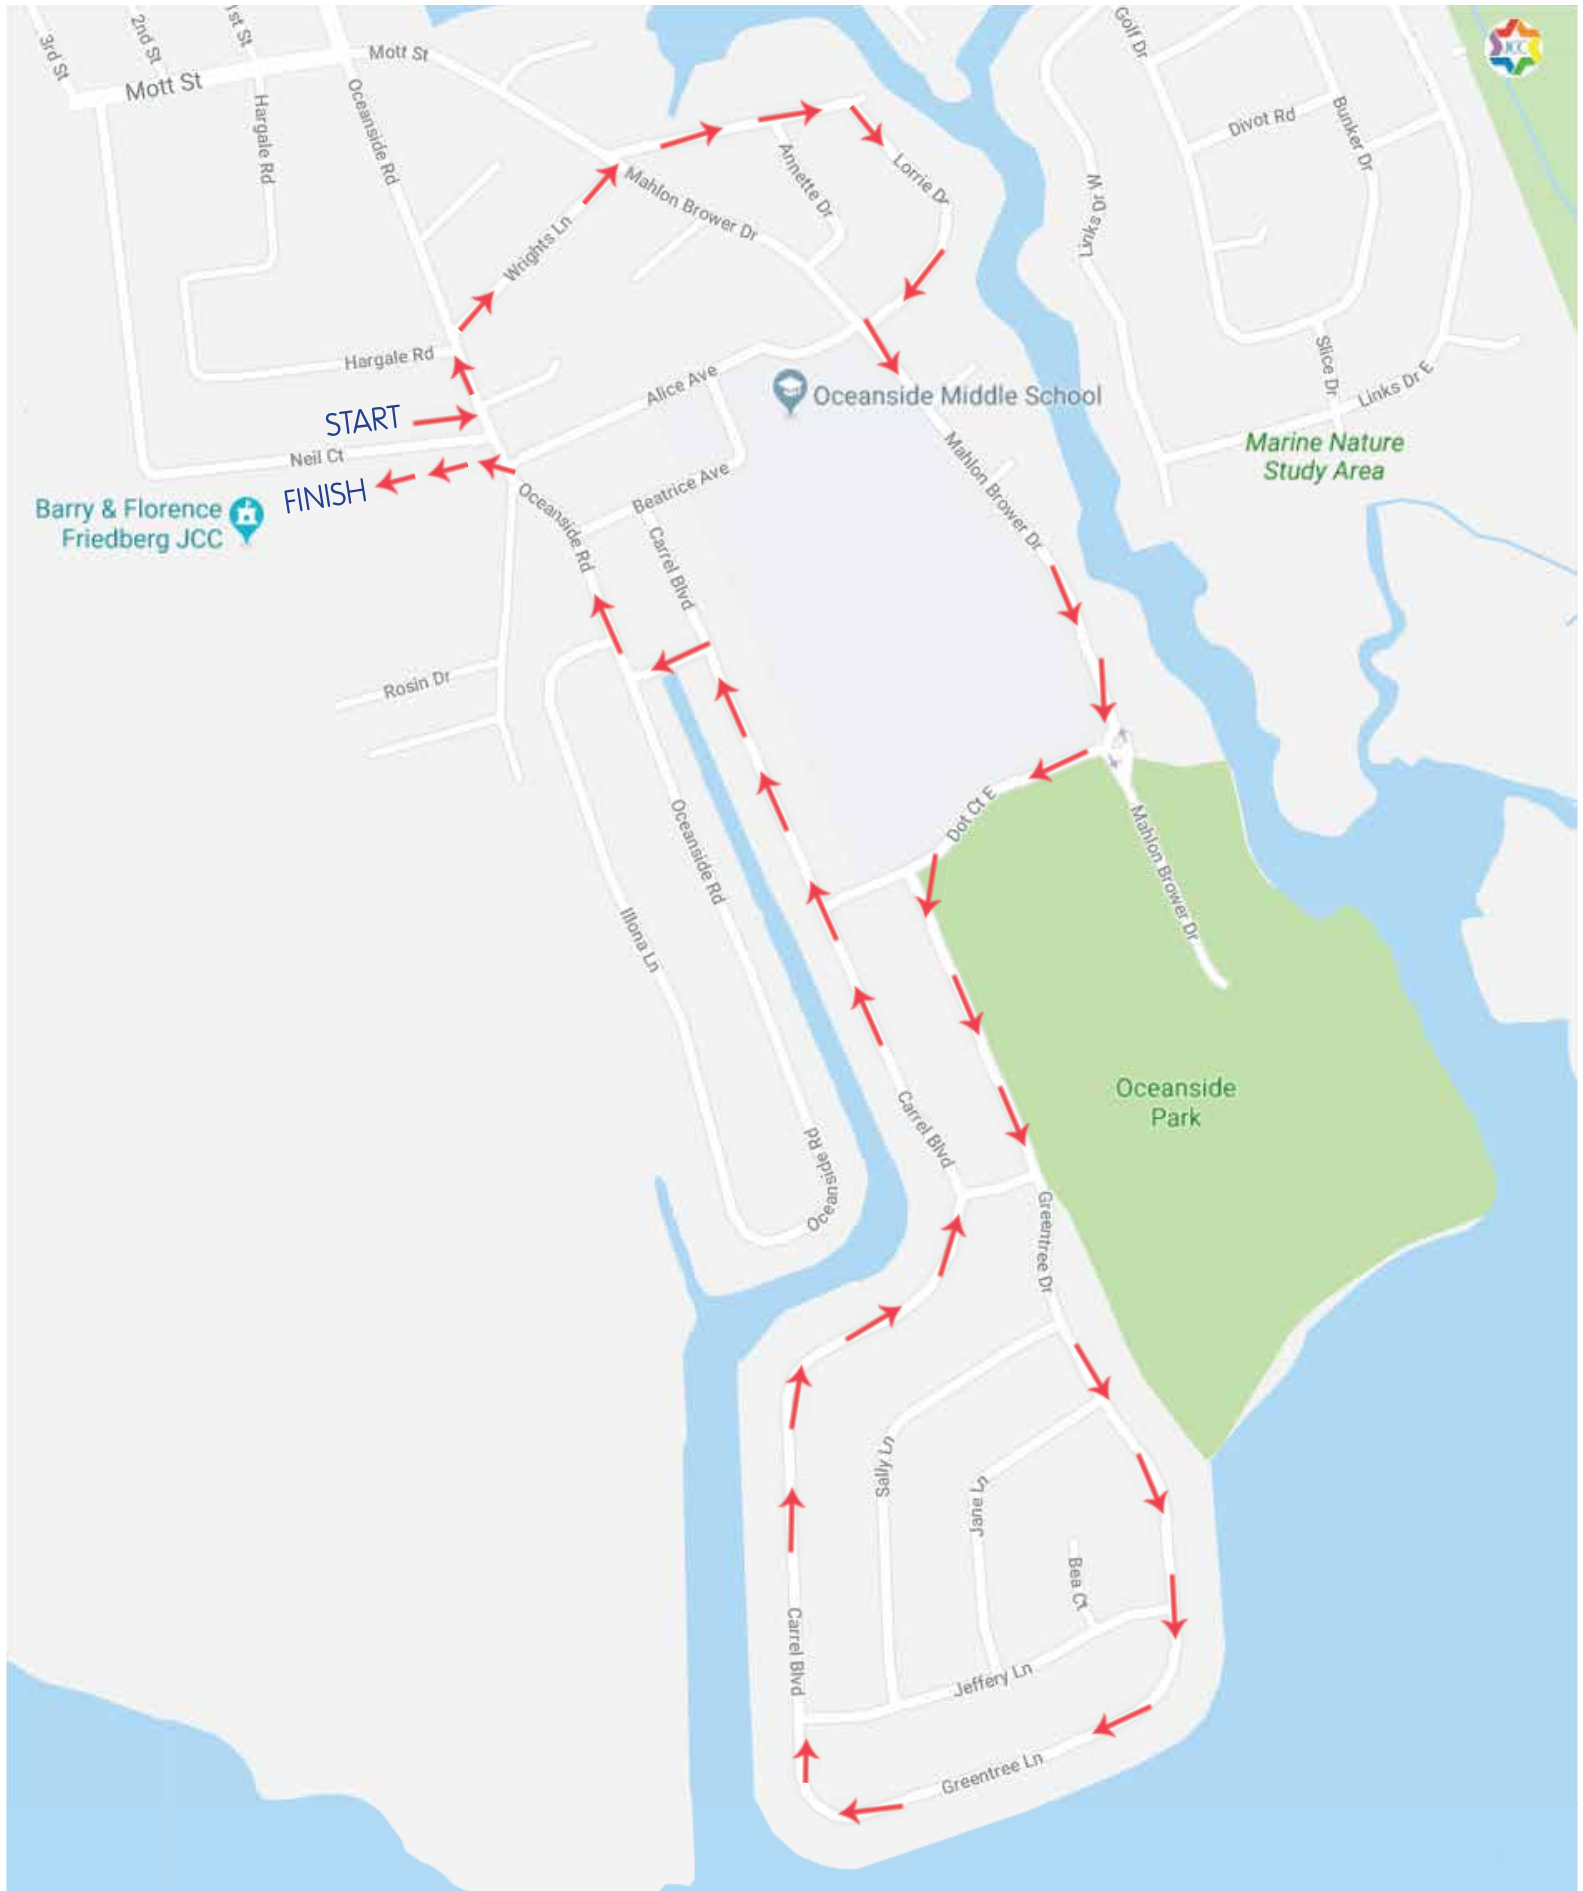 3rd St
2nd St
1st St
Mott St
Mott St
Golf Dr
JCC
Hargale Rd
Oceanside Rd
Divot Rd
Bunker Dr
Annette Dr
Lorrie Dr
Mahlon Brower Dr
Links Dr W
Wrights Ln
Hargale Rd
Slice Dr
Links Dr E
Alice Ave
START
Oceanside Middle School
Marine Nature
Study Area
Neil Ct
FINISH
Mahlon Brower Dr
Beatrice Ave
Oceanside Rd
Barry & Florence
Friedberg JCC
Carrel Blvd
Rosin Dr
Dot Ct E
Mahlon Brower Dr
Oceanside Rd
Illona Ln
Oceanside
Park
Carrel Blvd
Oceanside Rd
Greentree Dr
Sally Ln
Jane Ln
Bea Ct
Carrel Blvd
Jeffery Ln
Greentree Ln